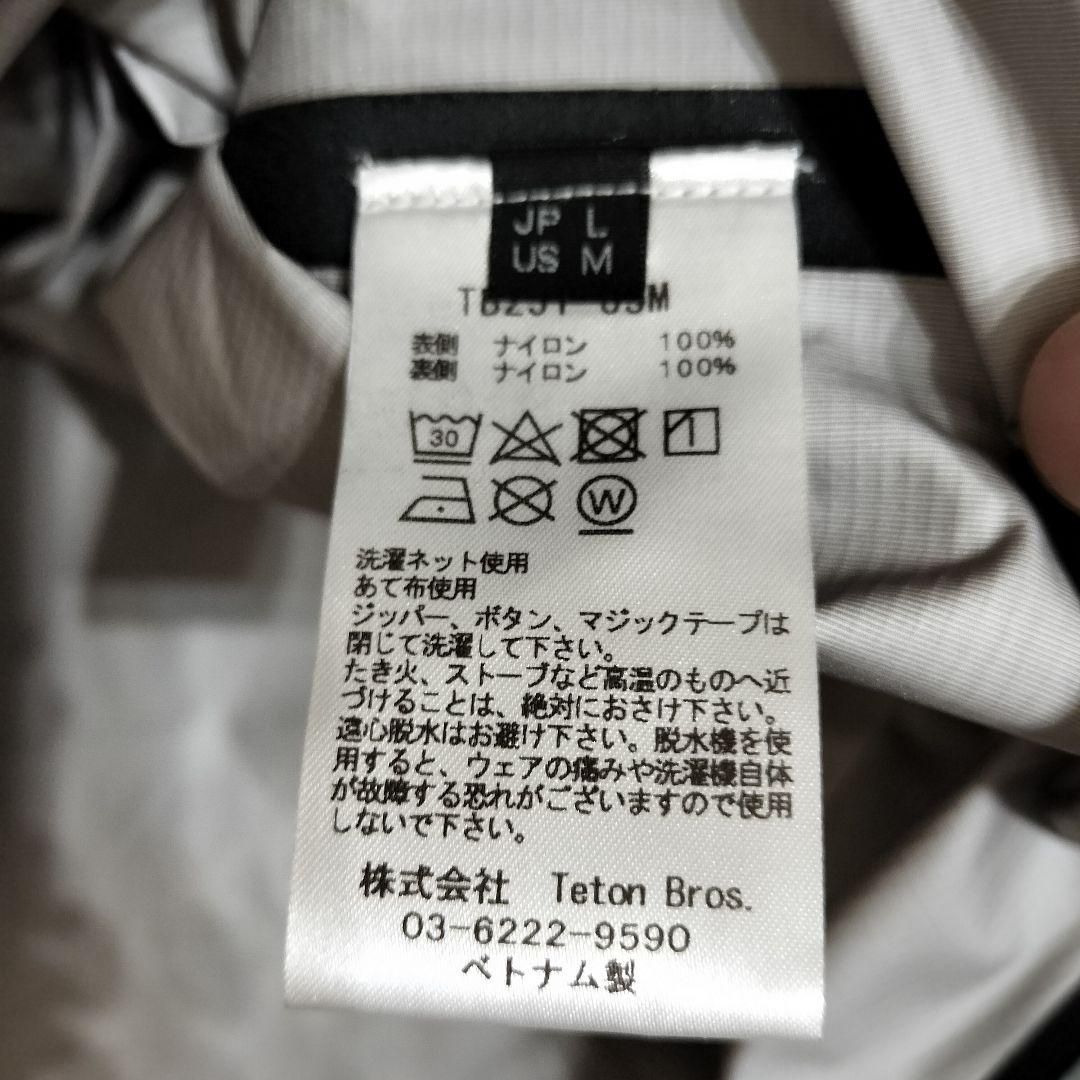 JP L
US M
表側 ナイロン 100%
裏側 ナイロン 100%
30
1
W
洗濯ネット使用
あて布使用
ジッパー、ボタン、マジックテープは
閉じて洗濯して下さい。
たき火、ストーブなど高温のものへ近
づけることは、絶対におさけ下さい。
遠心脱水はお避け下さい。脱水機を使
用すると、ウェアの痛みや洗濯機自体
が故障する恐れがございますので使用
しないで下さい。
株式会社 Teton Bros.
03-6222-9590
ベトナム製